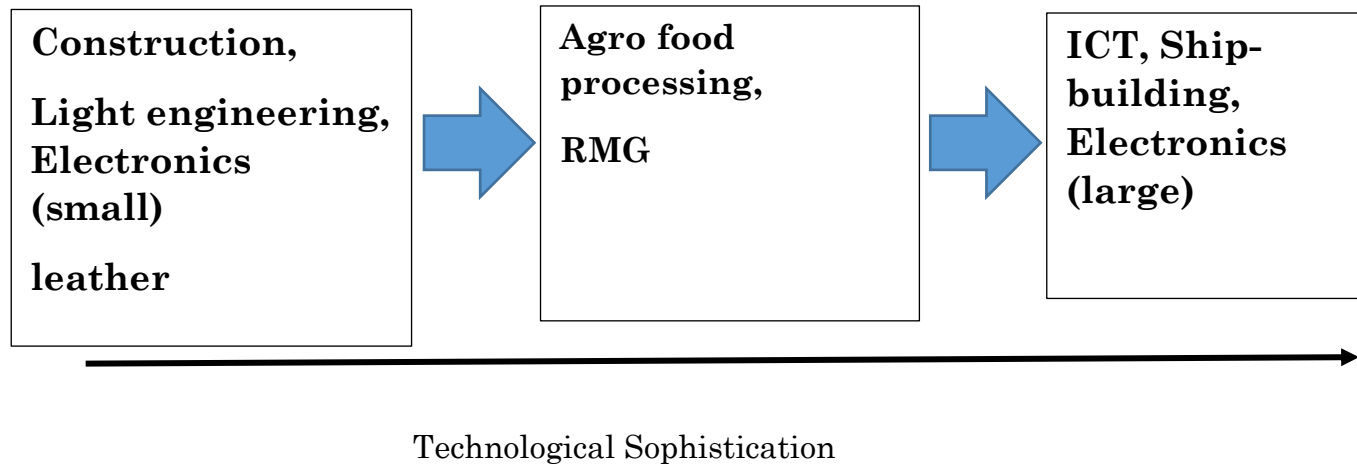 Construction,
Light engineering,
Electronics
(small)
leather
Agro food
processing,
RMG
ICT, Ship-
building,
Electronics
(large)
Technological Sophistication